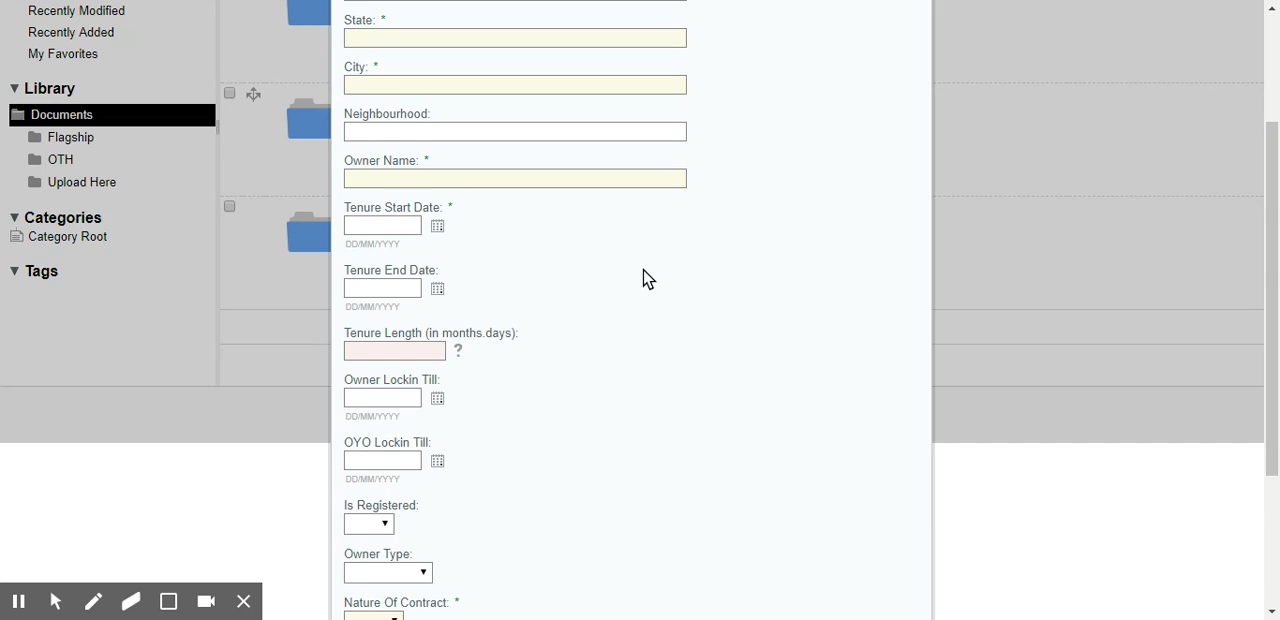 Recently Modified
Recently Added
My Favorites
Library
Documents
Flagship
OTH
Upload Here
Categories
Category Root
Tags
State: *
City: *
Neighbourhood:
Owner Name: *
Tenure Start Date: *
DD/MM/YYYY
Tenure End Date:
DD/MM/YYYY
Tenure Length (in months.days):
?
Owner Lockin Till:
DD/MM/YYYY
OYO Lockin Till:
DD/MM/YYYY
Is Registered:
Owner Type:
Nature Of Contract: *